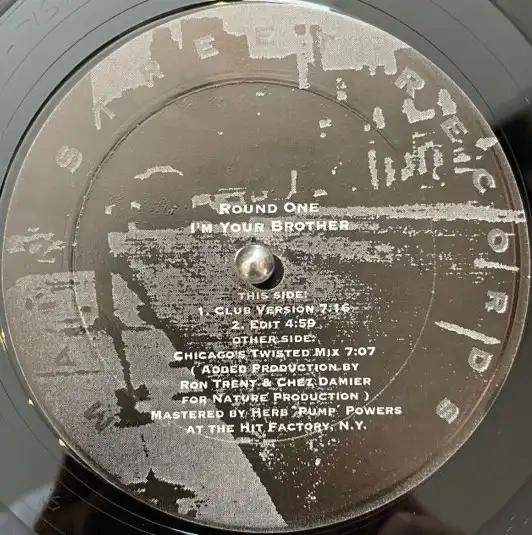 STREET RECORDS
ROUND ONE
I'M YOUR BROTHER
THIS SIDE:
1. CLUB VERSION 7:16
2. EDIT 4:59
OTHER SIDE:
CHICAGO'S TWISTED MIX 7:07
( ADDED PRODUCTION BY
RON TRENT & CHEZ DAMIER
FOR NATURE PRODUCTION )
MASTERED BY HERB "PUMP" POWERS
AT THE HIT FACTORY, N.Y.